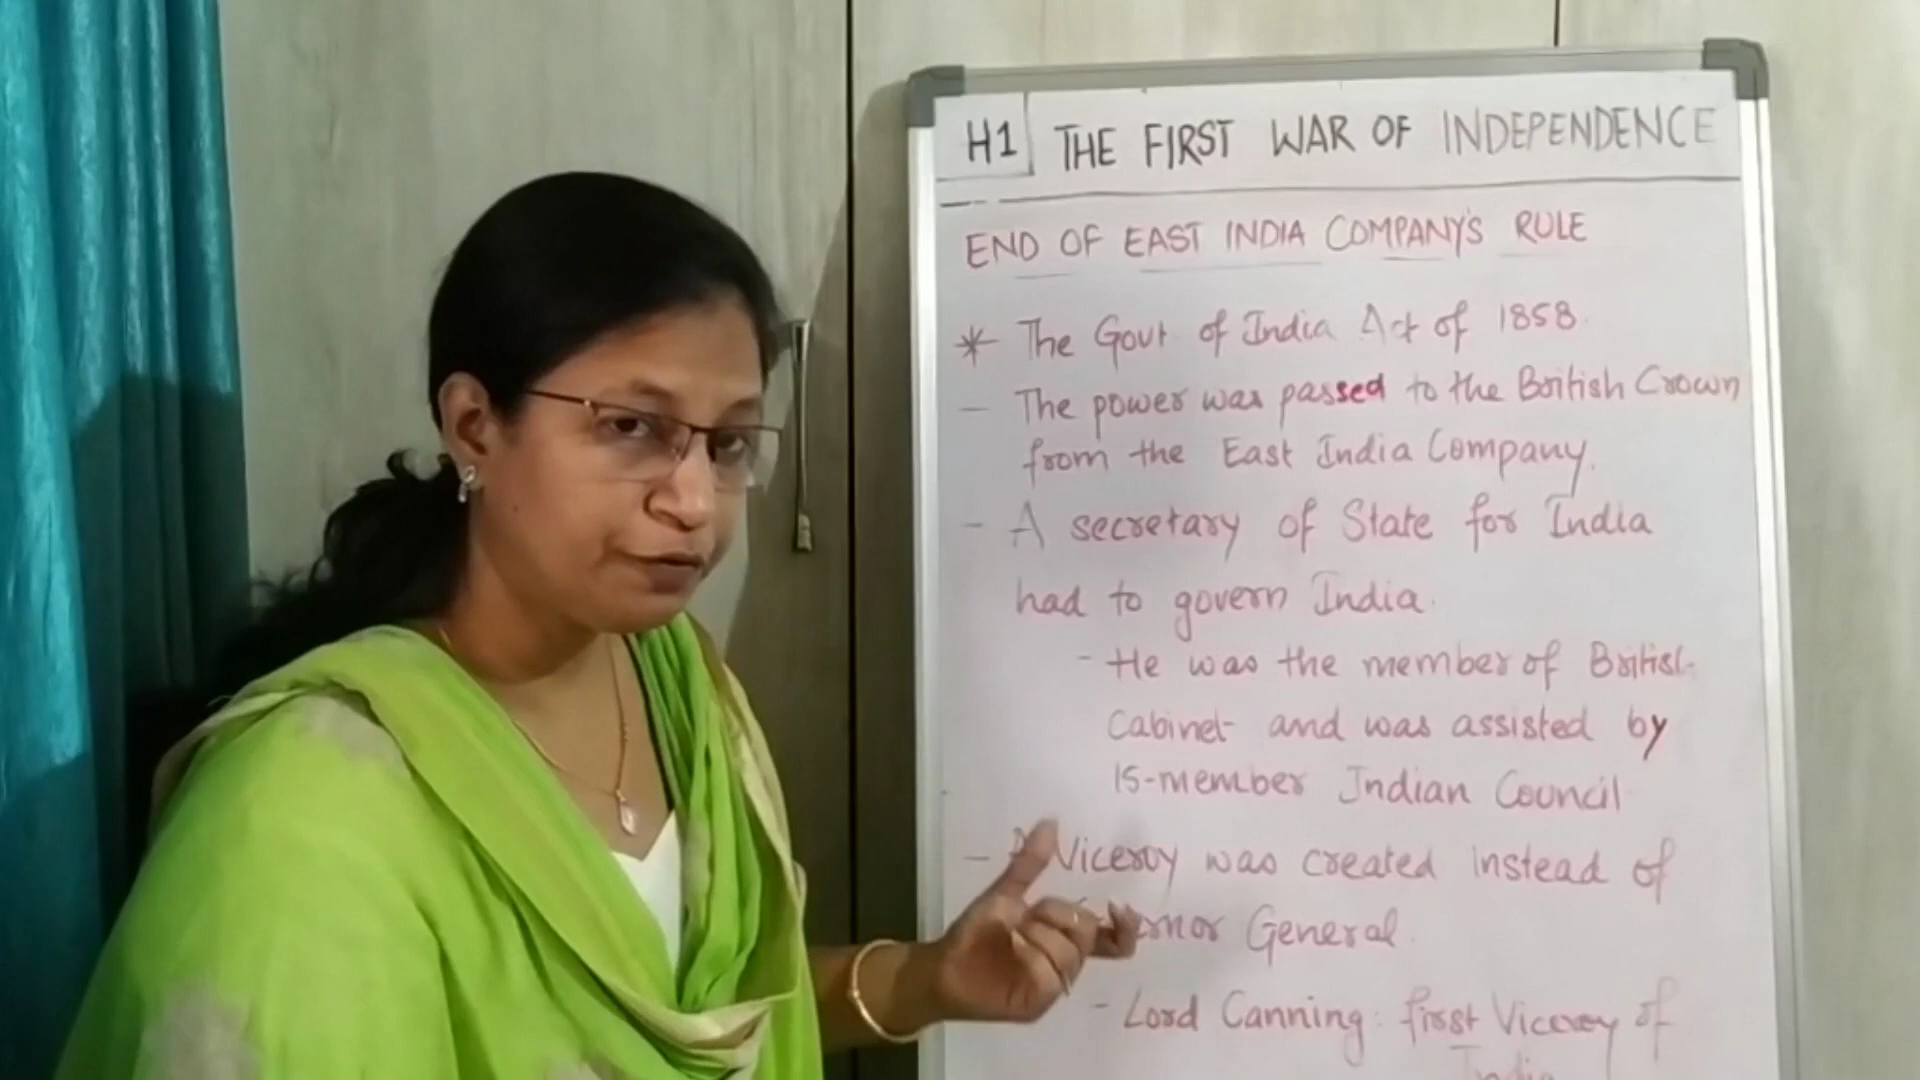 H1 THE FIRST WAR OF INDEPENDENCE
END OF EAST INDIA COMPANY'S RULE
* The Govt of India Act of 1858.
- The power was passed to the British Crown
from the East India Company.
- A secretary of State for India
had to govern India.
- He was the member of British
Cabinet and was assisted by
15-member Indian Council
- Viceroy was created instead of
General.
- Lord Canning: first Viceroy of
India